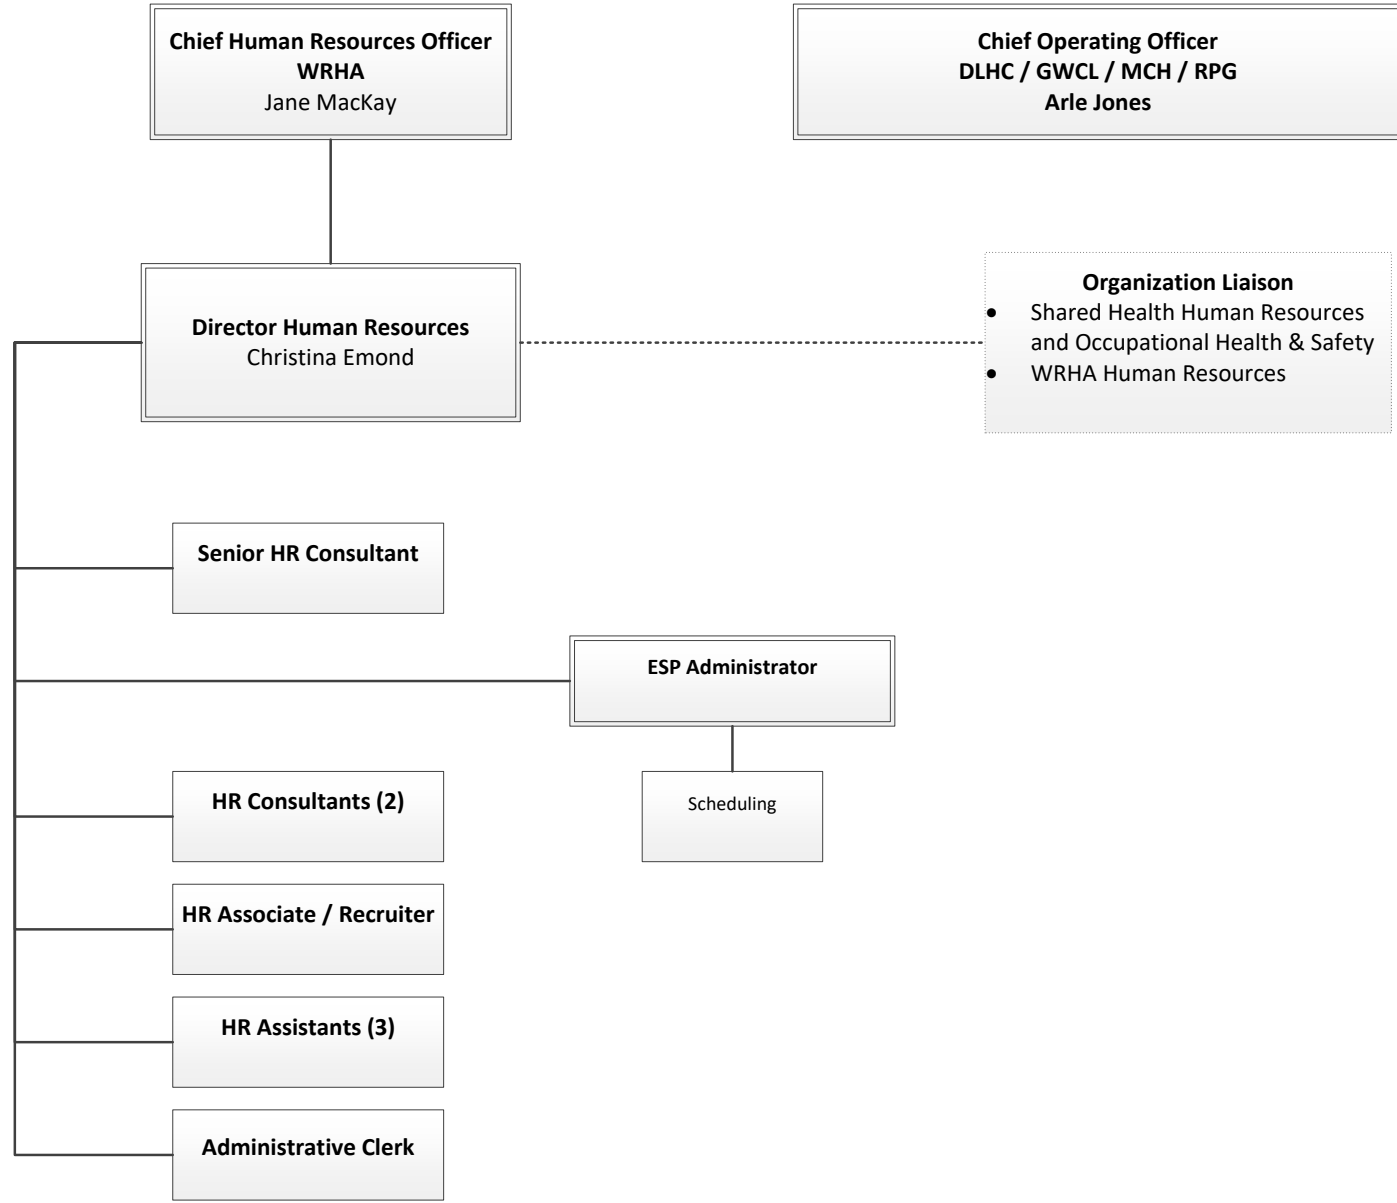 Chief Human Resources Officer
WRHA
Jane MacKay
Chief Operating Officer
DLHC / GWCL / MCH / RPG
Arle Jones
Director Human Resources
Christina Emond
Organization Liaison
• Shared Health Human Resources
and Occupational Health & Safety
• WRHA Human Resources
Senior HR Consultant
ESP Administrator
HR Consultants (2)
Scheduling
HR Associate / Recruiter
HR Assistants (3)
Administrative Clerk